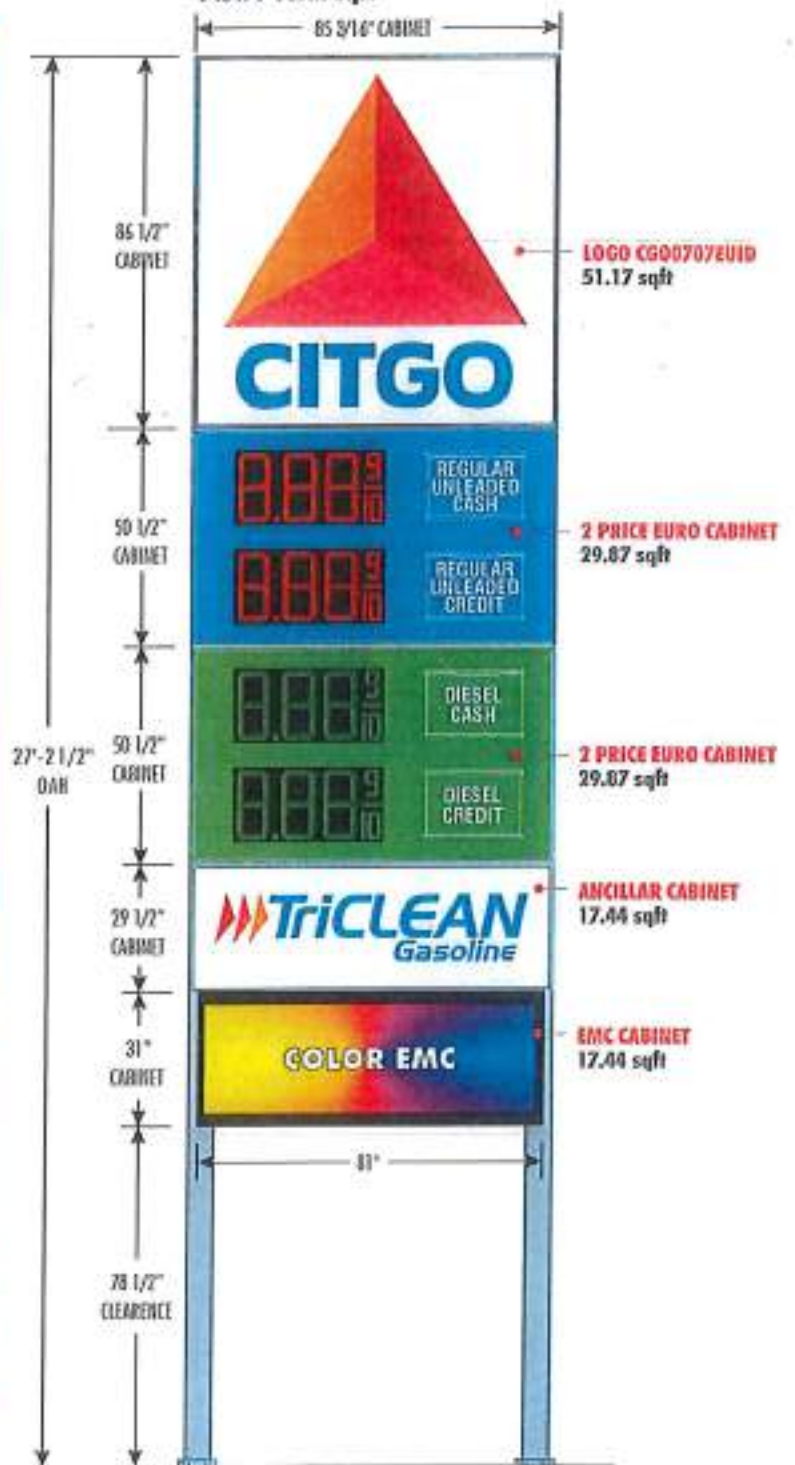 85 3/16" CABINET
86 1/2"
CABINET
LOGO CGO0707EUID
51.17 sqft
CITGO
50 1/2"
CABINET
8.88 9/10
REGULAR
UNLEADED
CASH
2 PRICE EURO CABINET
29.87 sqft
8.88 9/10
REGULAR
UNLEADED
CREDIT
27'-2 1/2"
OAH
50 1/2"
CABINET
8.88 9/10
DIESEL
CASH
2 PRICE EURO CABINET
29.87 sqft
8.88 9/10
DIESEL
CREDIT
29 1/2"
CABINET
TriCLEAN
Gasoline
ANCILLAR CABINET
17.44 sqft
31"
CABINET
COLOR EMC
EMC CABINET
17.44 sqft
81"
78 1/2"
CLEARENCE